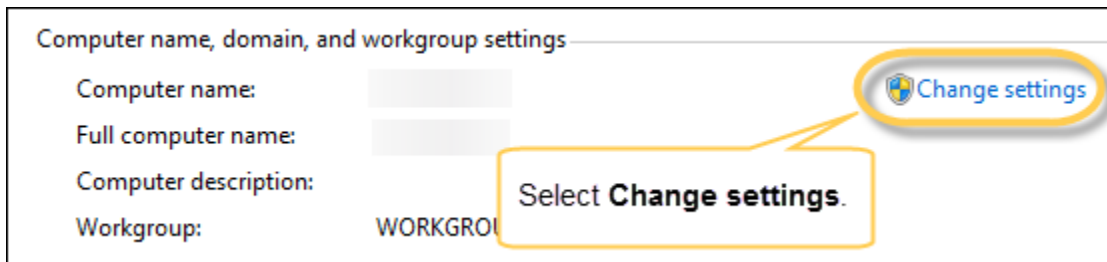 Computer name, domain, and workgroup settings
Computer name:
Change settings
Full computer name:
Computer description:
Select Change settings.
Workgroup: